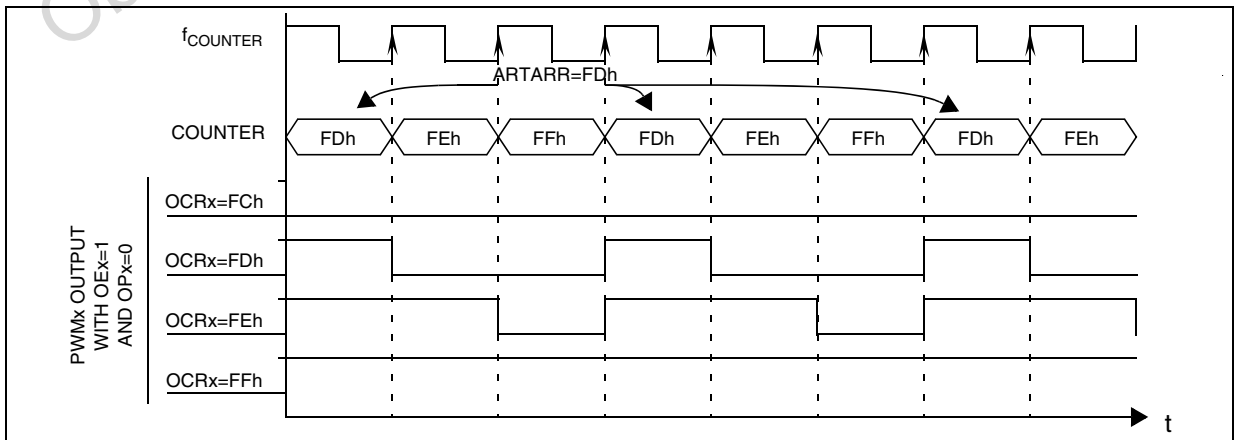 fCOUNTER
ARTARR=FDh
COUNTER
FDh FEh FFh FDh FEh FFh FDh FEh
PWMx OUTPUT
WITH OEx=1
AND OPx=0
OCRx=FCh
OCRx=FDh
OCRx=FEh
OCRx=FFh
t